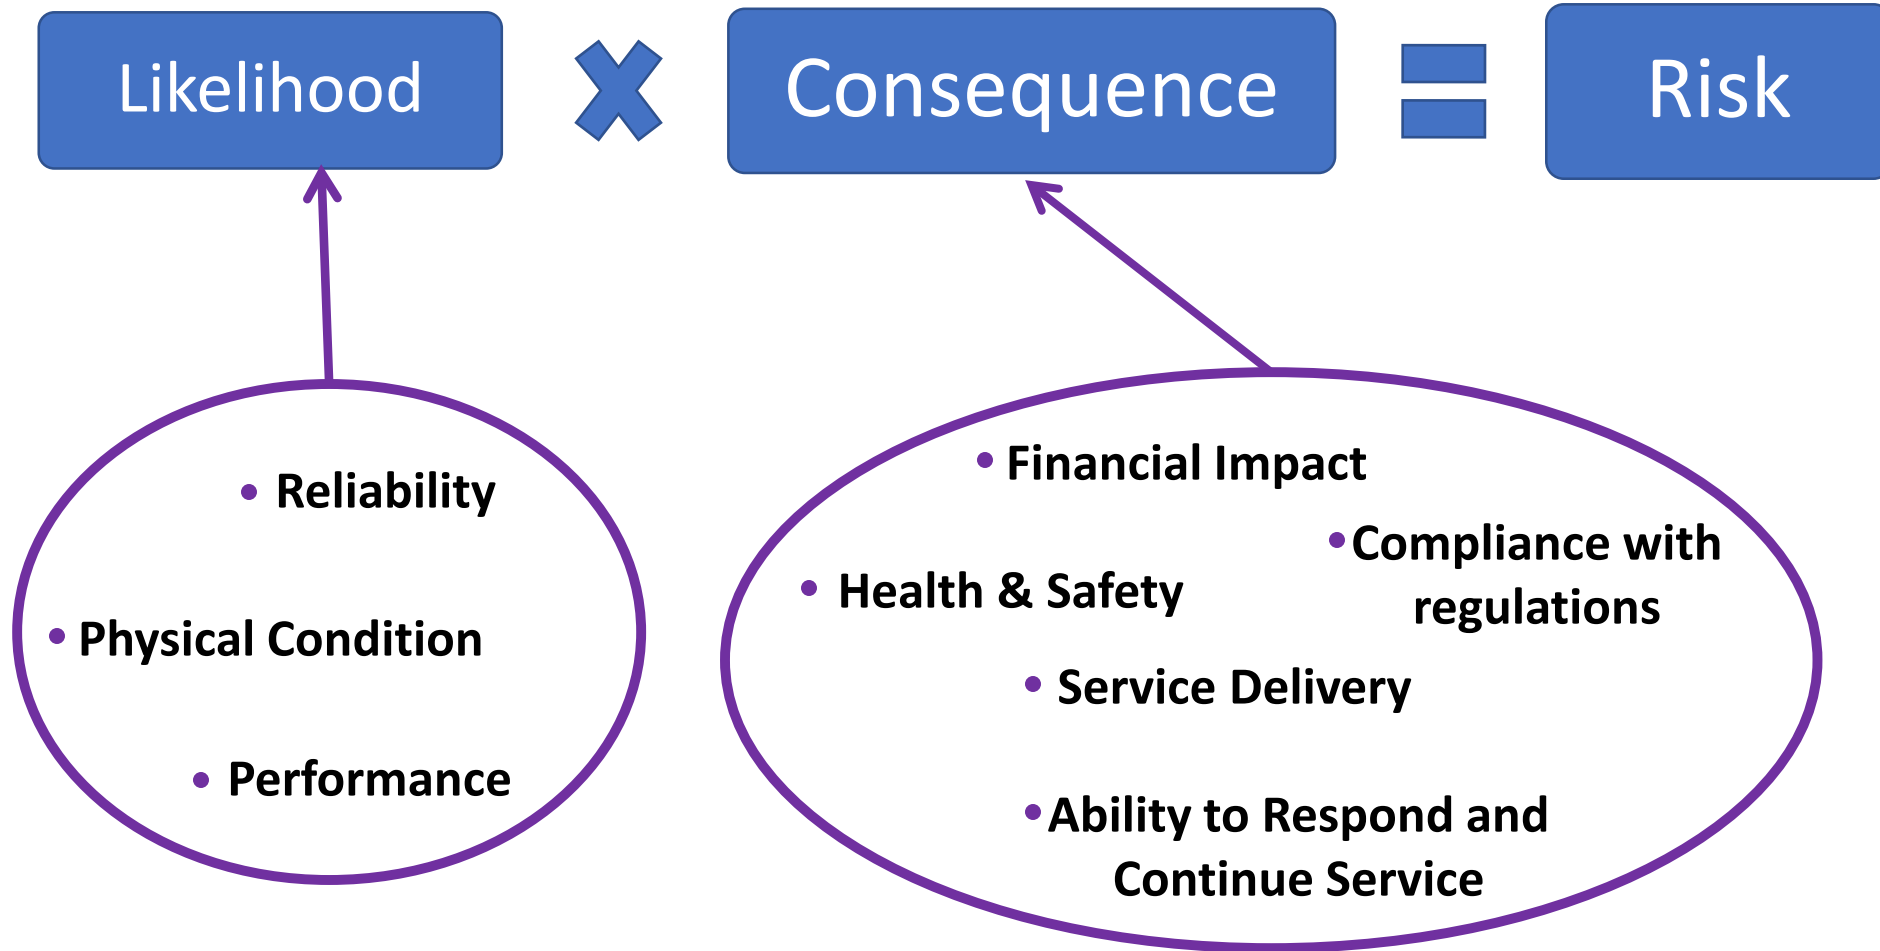 Likelihood
Consequence
Risk
• Reliability
• Physical Condition
• Performance
• Financial Impact
• Compliance with
regulations
• Health & Safety
• Service Delivery
• Ability to Respond and
Continue Service